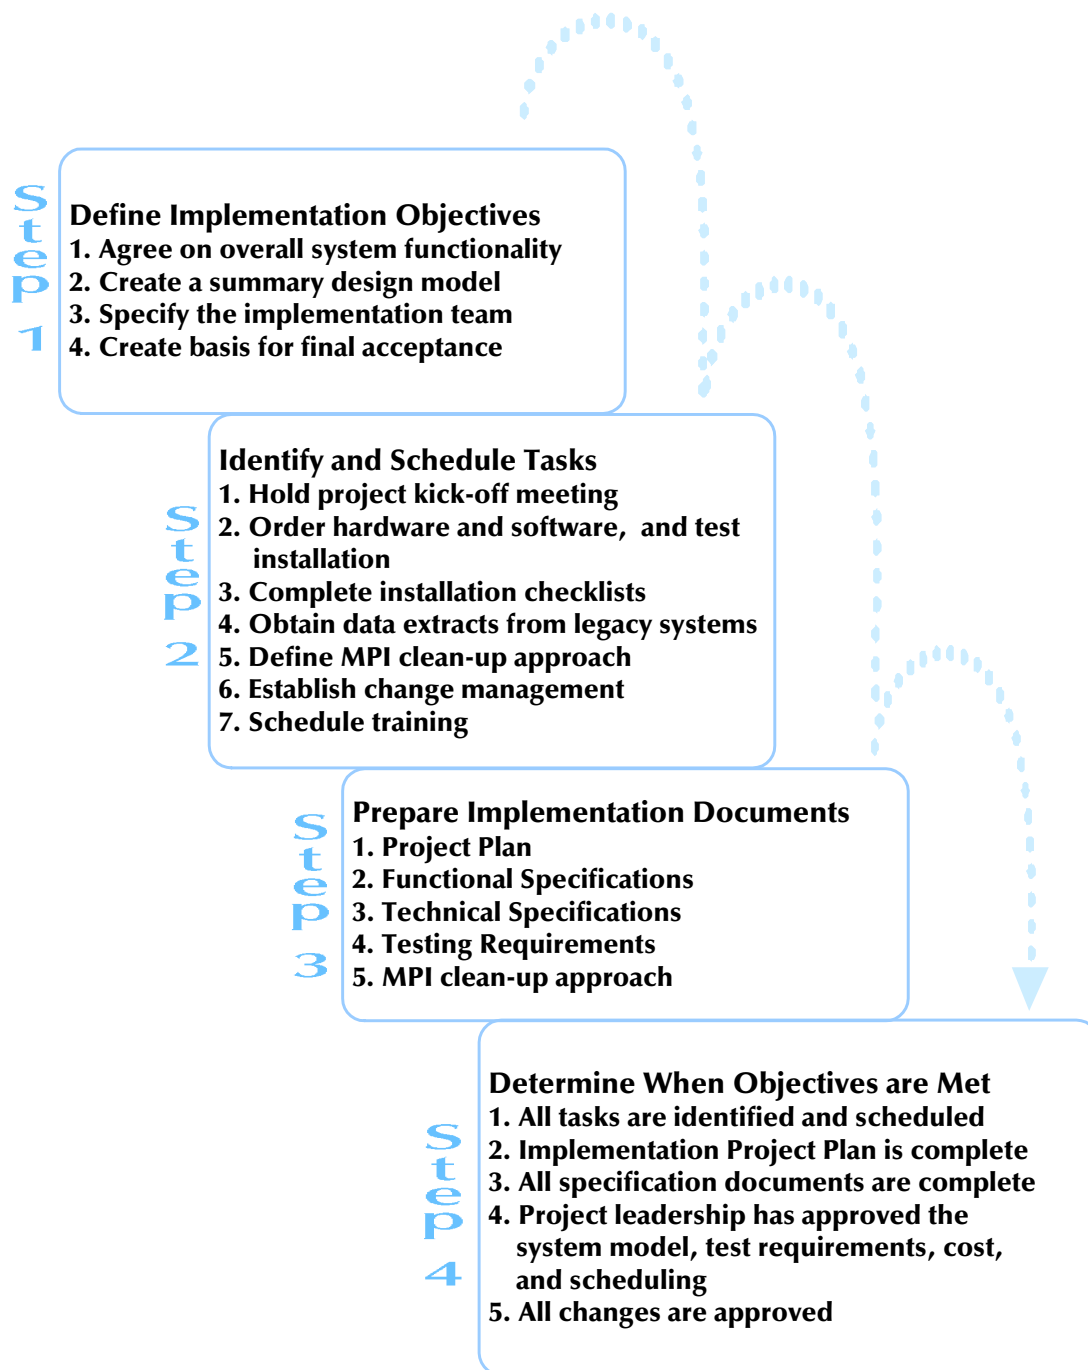 Step 1
Define Implementation Objectives
1. Agree on overall system functionality
2. Create a summary design model
3. Specify the implementation team
4. Create basis for final acceptance
Step 2
Identify and Schedule Tasks
1. Hold project kick-off meeting
2. Order hardware and software,  and test
installation
3. Complete installation checklists
4. Obtain data extracts from legacy systems
5. Define MPI clean-up approach
6. Establish change management
7. Schedule training
Step 3
Prepare Implementation Documents
1. Project Plan
2. Functional Specifications
3. Technical Specifications
4. Testing Requirements
5. MPI clean-up approach
Step 4
Determine When Objectives are Met
1. All tasks are identified and scheduled
2. Implementation Project Plan is complete
3. All specification documents are complete
4. Project leadership has approved the
system model, test requirements, cost,
and scheduling
5. All changes are approved